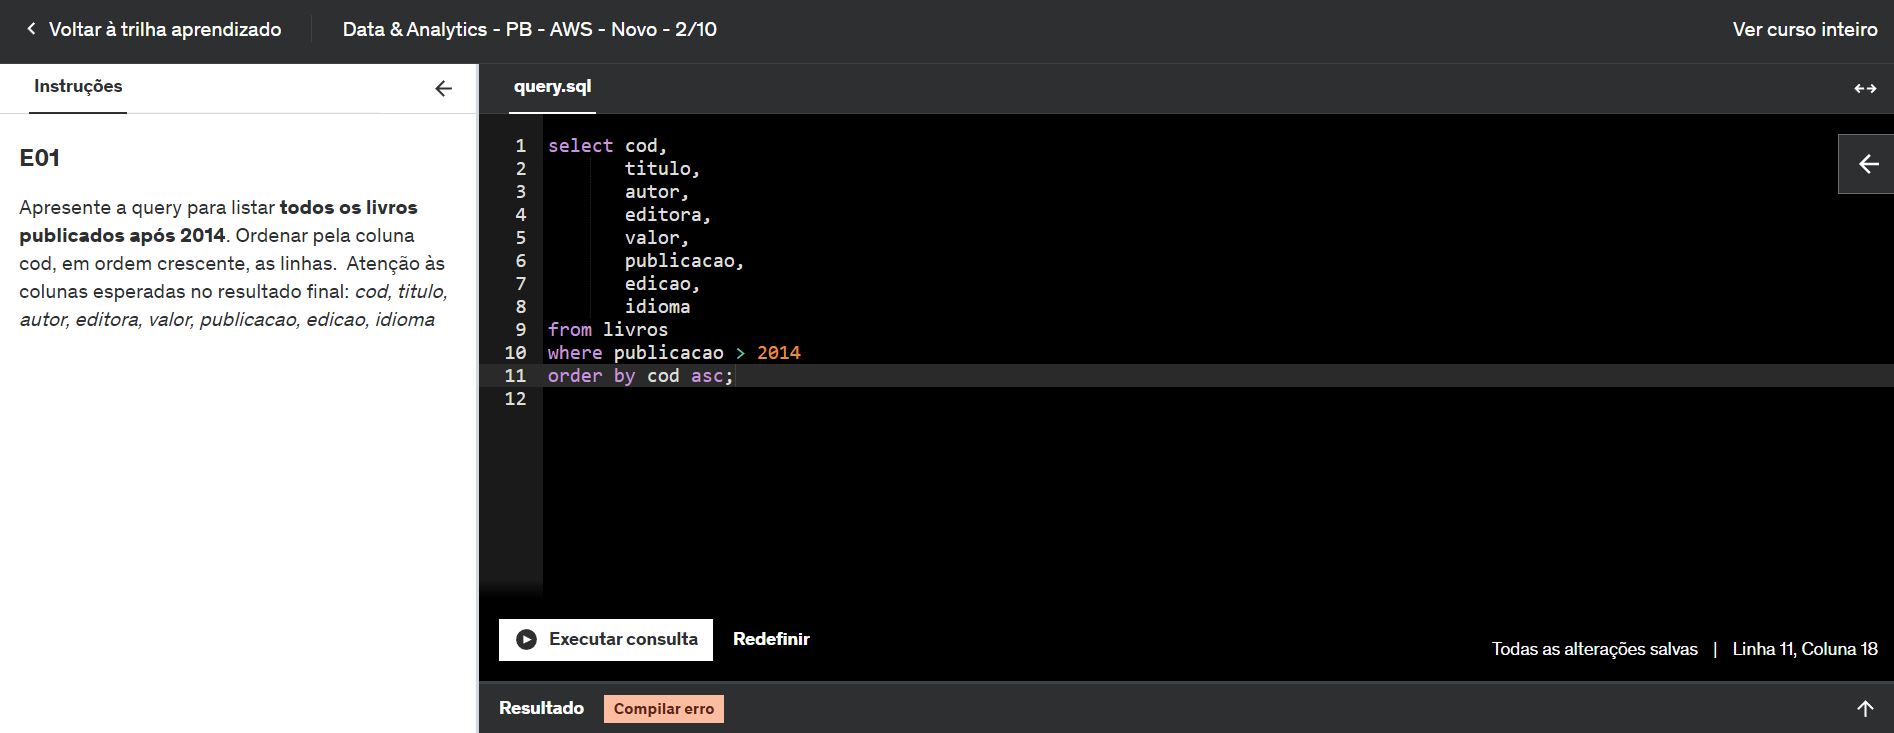 Voltar à trilha aprendizado
Data & Analytics - PB - AWS - Novo - 2/10
Ver curso inteiro
Instruções
E01
Apresente a query para listar todos os livros
publicados após 2014. Ordenar pela coluna
cod, em ordem crescente, as linhas.  Atenção às
colunas esperadas no resultado final: cod, titulo,
autor, editora, valor, publicacao, edicao, idioma
query.sql
1 select cod,
2        titulo,
3        autor,
4        editora,
5        valor,
6        publicacao,
7        edicao,
8        idioma
9 from livros
10 where publicacao > 2014
11 order by cod asc;
12
Executar consulta
Redefinir
Todas as alterações salvas | Linha 11, Coluna 18
Resultado
Compilar erro